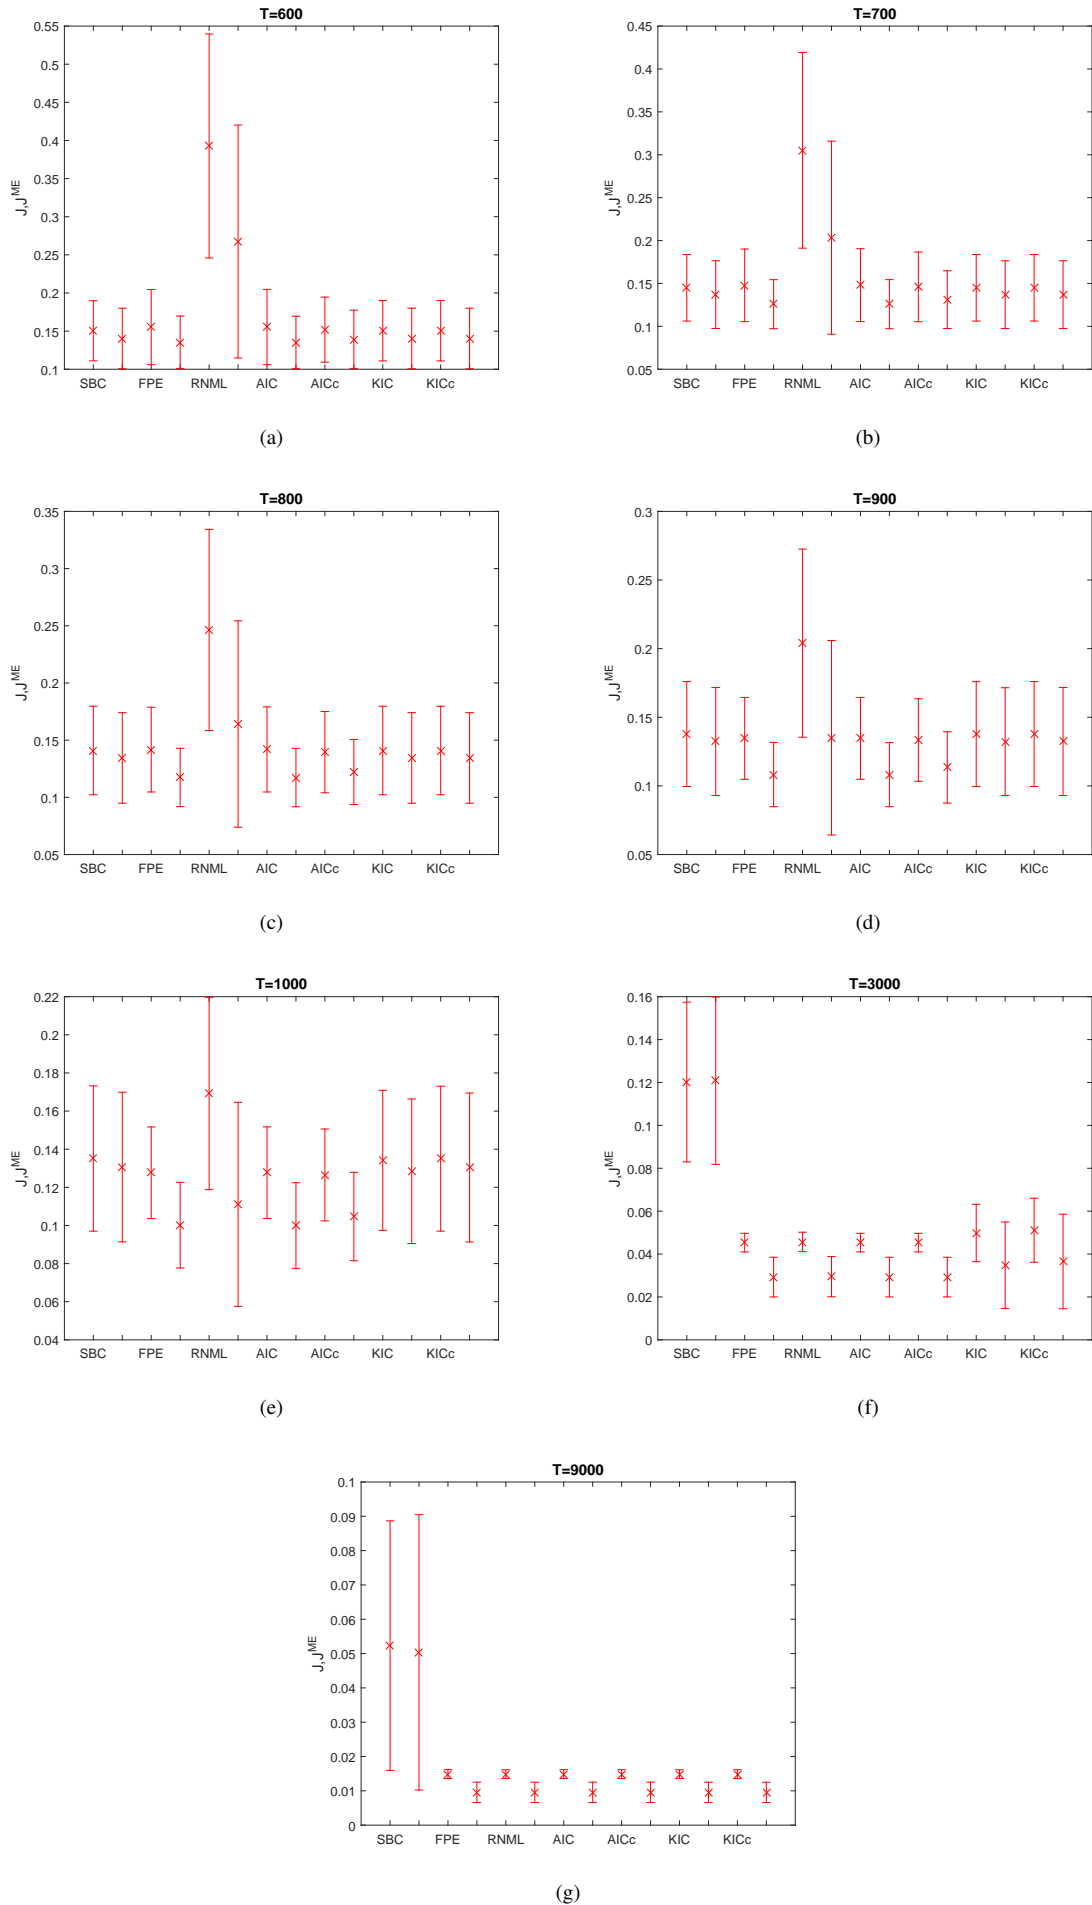 T=600
0.55
0.5
0.45
0.4
0.35
0.3
0.25
0.2
0.15
0.1
J,J^ME
SBC FPE RNML AIC AICc KIC KICc
(a)
T=700
0.45
0.4
0.35
0.3
0.25
0.2
0.15
0.1
0.05
J,J^ME
SBC FPE RNML AIC AICc KIC KICc
(b)
T=800
0.35
0.3
0.25
0.2
0.15
0.1
0.05
J,J^ME
SBC FPE RNML AIC AICc KIC KICc
(c)
T=900
0.3
0.25
0.2
0.15
0.1
0.05
J,J^ME
SBC FPE RNML AIC AICc KIC KICc
(d)
T=1000
0.22
0.2
0.18
0.16
0.14
0.12
0.1
0.08
0.06
0.04
J,J^ME
SBC FPE RNML AIC AICc KIC KICc
(e)
T=3000
0.16
0.14
0.12
0.1
0.08
0.06
0.04
0.02
0
J,J^ME
SBC FPE RNML AIC AICc KIC KICc
(f)
T=9000
0.1
0.09
0.08
0.07
0.06
0.05
0.04
0.03
0.02
0.01
0
J,J^ME
SBC FPE RNML AIC AICc KIC KICc
(g)